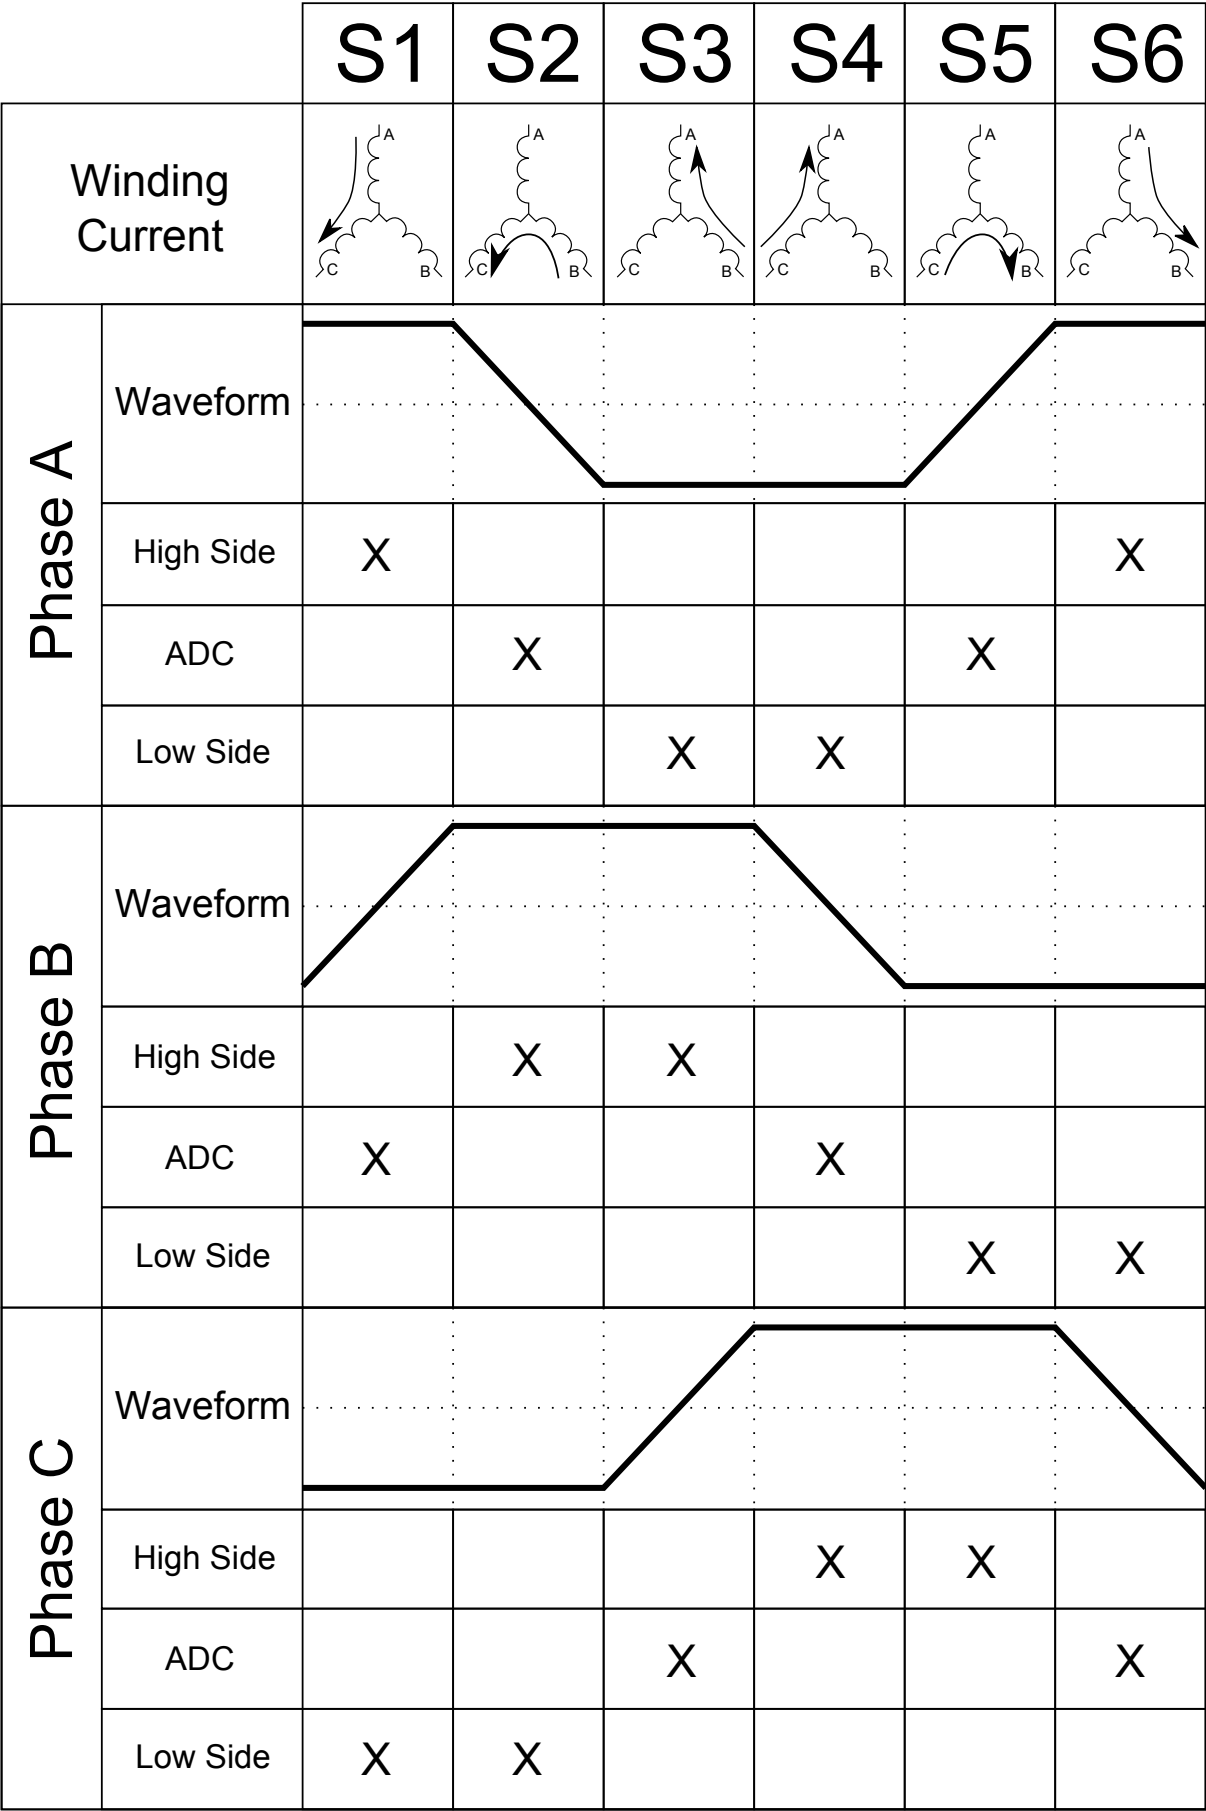 S1 S2 S3 S4 S5 S6
Winding
Current
A C B A C B A C B A C B A C B A C B
Phase A
Waveform
High Side X X
ADC X X
Low Side X X
Phase B
Waveform
High Side X X
ADC X X
Low Side X X
Phase C
Waveform
High Side X X
ADC X X
Low Side X X